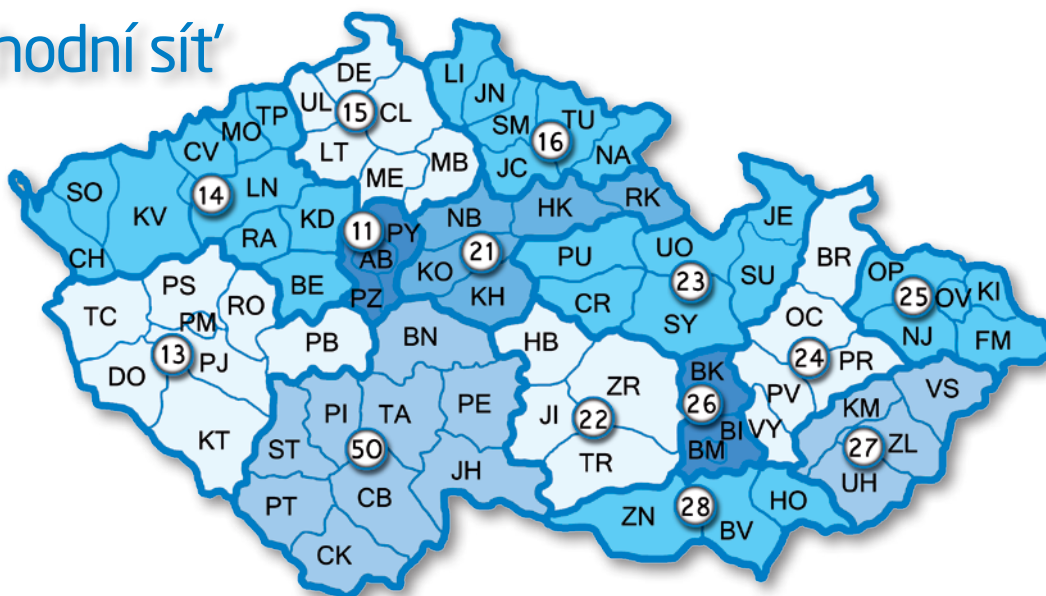 hodní síť
DE
LI
UL
15
CL
JN
TP
MO
SM
TU
CV
16
LT
MB
JC
NA
SO
14
LN
ME
KV
KD
11
PY
NB
HK
RK
JE
RA
AB
21
UO
CH
BE
PZ
KO
KH
PU
23
SU
BR
OP
OV
KI
CR
25
PS
RO
SY
NJ
FM
TC
PM
PB
BN
HB
OC
13
PJ
24
PR
DO
BK
PI
TA
PE
ZR
26
PV
VS
KT
JI
22
BI
VY
KM
ST
50
BM
27
ZL
JH
TR
UH
PT
CB
ZN
28
HO
BV
CK